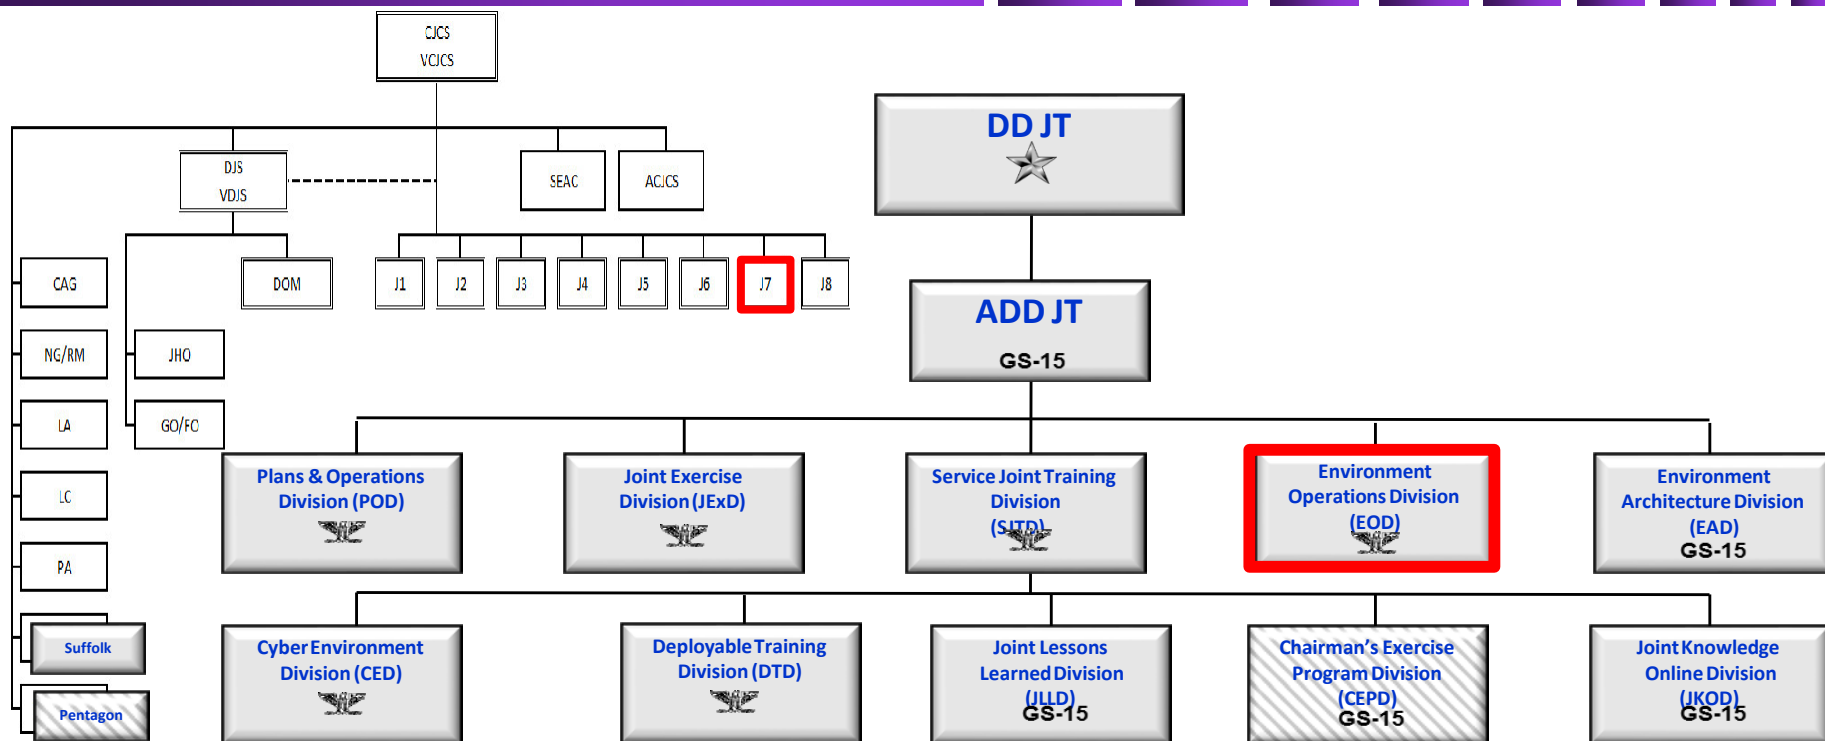 CJCS
VCJCS
DJS
VDJS
SEAC
ACJCS
CAG
DOM
J1
J2
J3
J4
J5
J6
J7
J8
NG/RM
JHO
LA
GO/FO
LC
PA
Suffolk
Pentagon
DD JT
ADD JT
GS-15
Plans & Operations
Division (POD)
Joint Exercise
Division (JExD)
Service Joint Training
Division
(SJTD)
Environment
Operations Division
(EOD)
Environment
Architecture Division
(EAD)
GS-15
Cyber Environment
Division (CED)
Deployable Training
Division (DTD)
Joint Lessons
Learned Division
(JLLD)
GS-15
Chairman's Exercise
Program Division
(CEPD)
GS-15
Joint Knowledge
Online Division
(JKOD)
GS-15